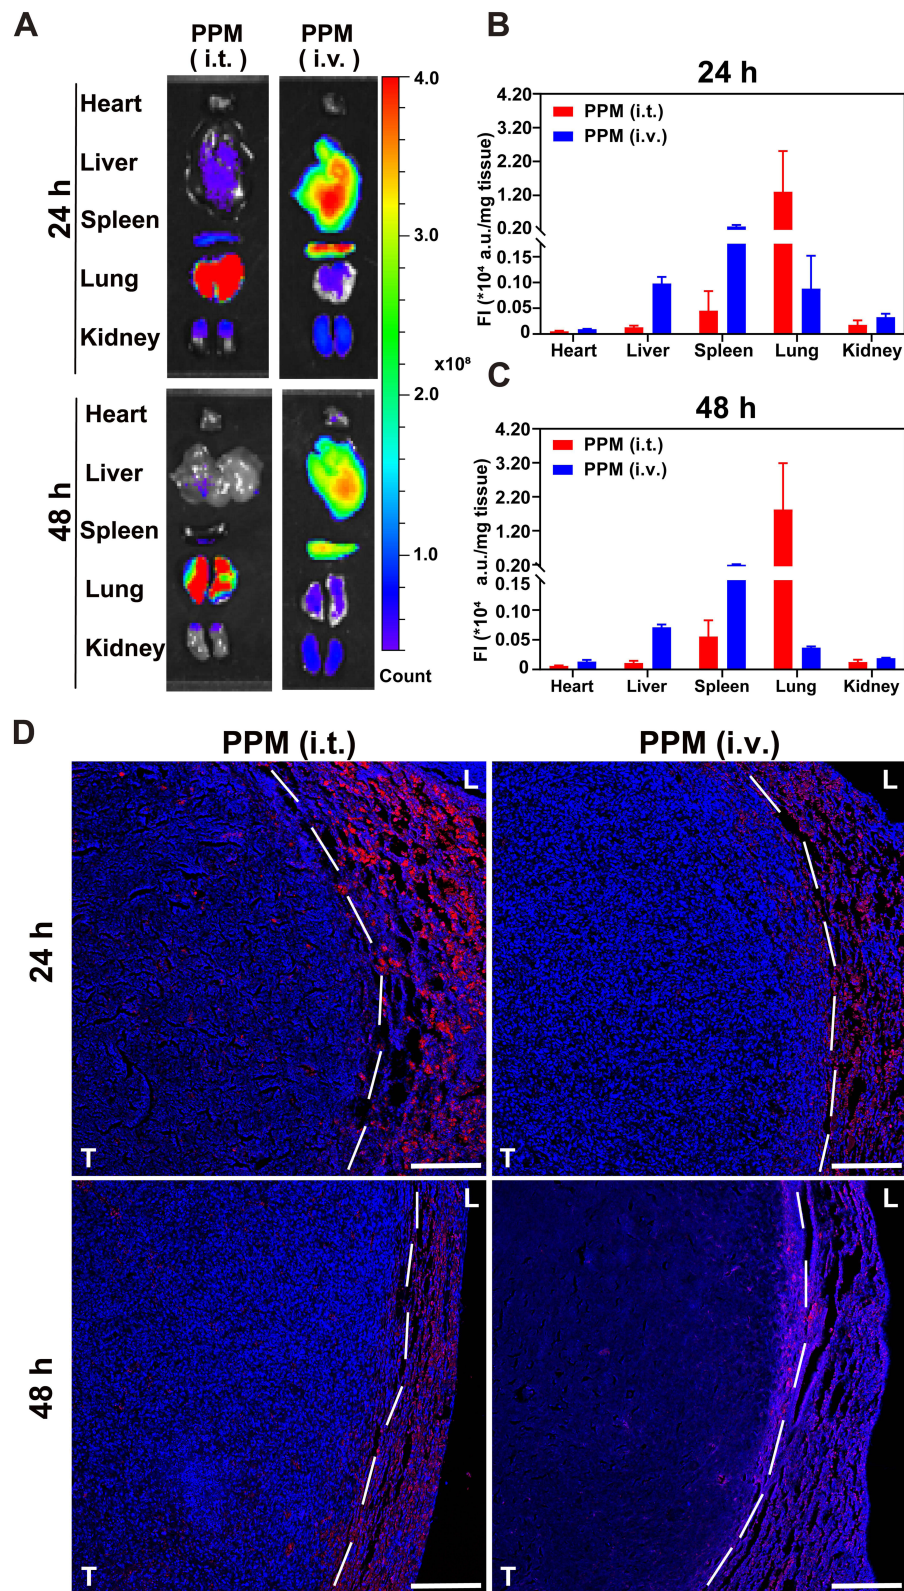 A
PPM
( i.t. )
PPM
( i.v. )
24 h
Heart
Liver
Spleen
Lung
Kidney
48 h
Heart
Liver
Spleen
Lung
Kidney
4.0
3.0
x10⁸
2.0
1.0
Count
B
24 h
FI (*10⁴ a.u./mg tissue)
4.20
3.20
2.20
1.20
0.20
0.15
0.10
0.05
0
PPM (i.t.)
PPM (i.v.)
Heart
Liver
Spleen
Lung
Kidney
C
48 h
FI (*10⁴ a.u./mg tissue)
4.20
3.20
2.20
1.20
0.20
0.15
0.10
0.05
0
PPM (i.t.)
PPM (i.v.)
Heart
Liver
Spleen
Lung
Kidney
D
PPM (i.t.)
PPM (i.v.)
24 h
L
T
L
T
48 h
L
T
L
T